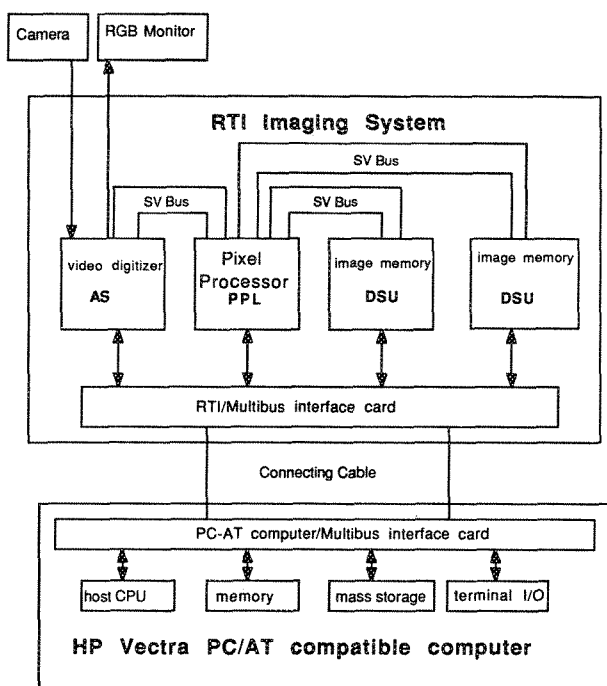 Camera
RGB Monitor
RTI Imaging System
SV Bus
SV Bus
SV Bus
video digitizer
AS
Pixel
Processor
PPL
image memory
DSU
image memory
DSU
RTI/Multibus interface card
Connecting Cable
PC-AT computer/Multibus interface card
host CPU
memory
mass storage
terminal I/O
HP Vectra PC/AT compatible computer